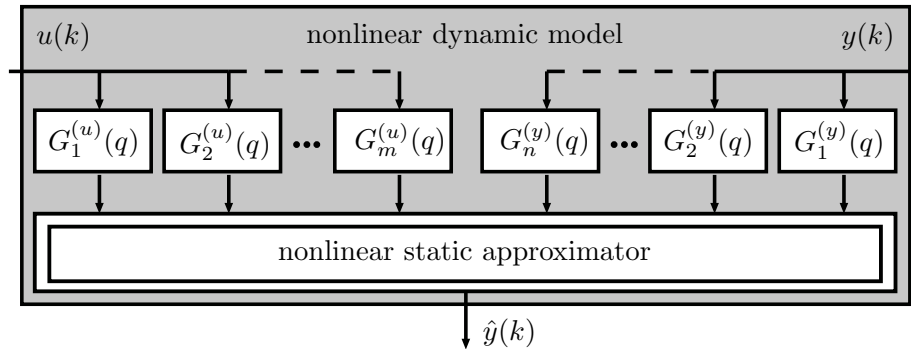 u(k) nonlinear dynamic model y(k)
G_1^{(u)}(q) G_2^{(u)}(q) ••• G_m^{(u)}(q) G_n^{(y)}(q) ••• G_2^{(y)}(q) G_1^{(y)}(q)
nonlinear static approximator
ŷ(k)